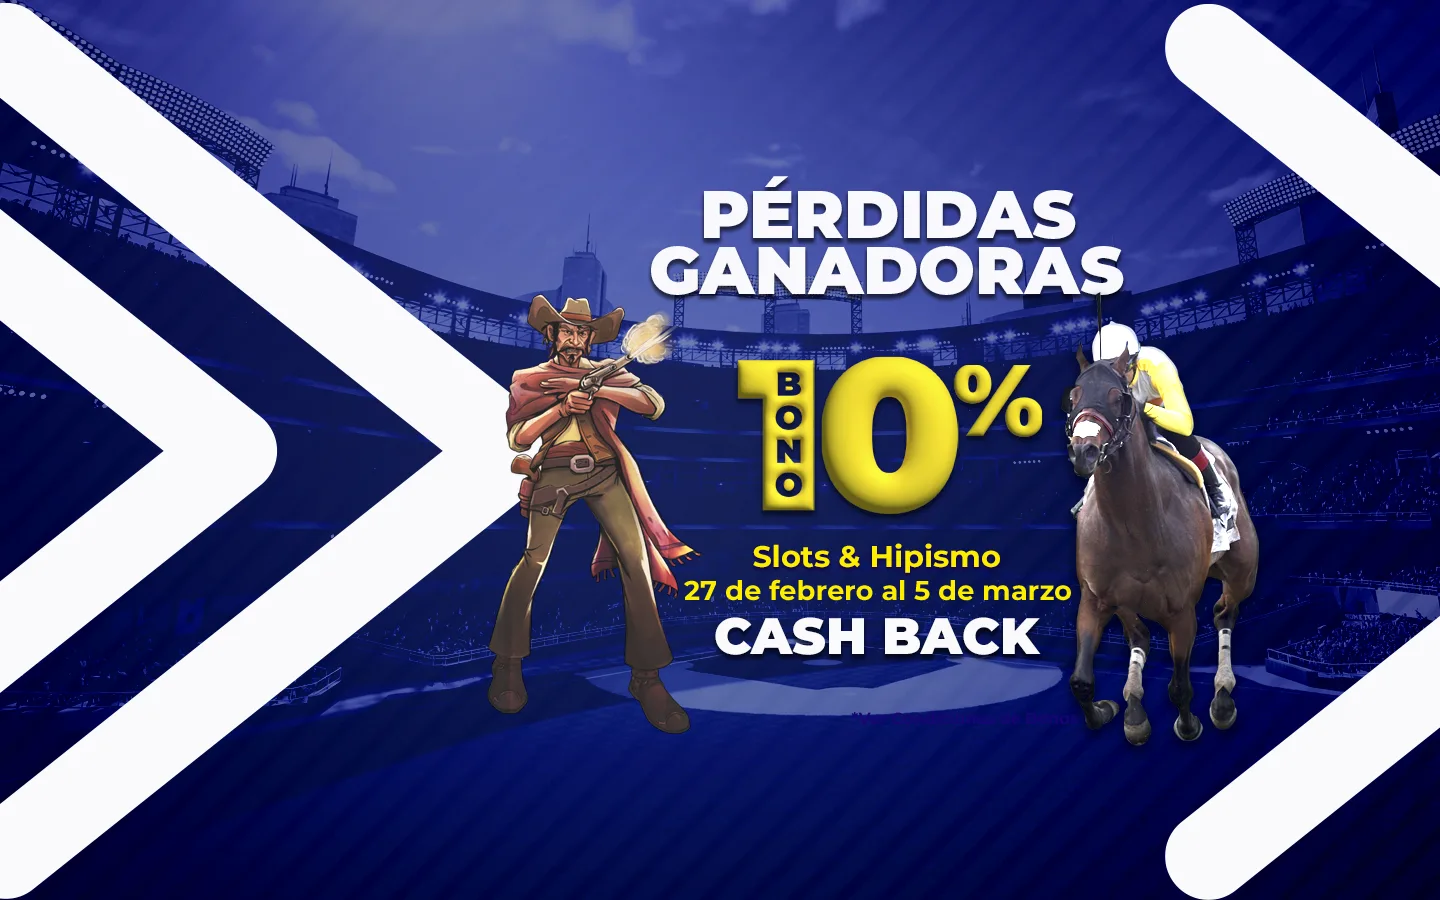 PÉRDIDAS
GANADORAS
BONO
10%
Slots & Hipismo
27 de febrero al 5 de marzo
CASH BACK